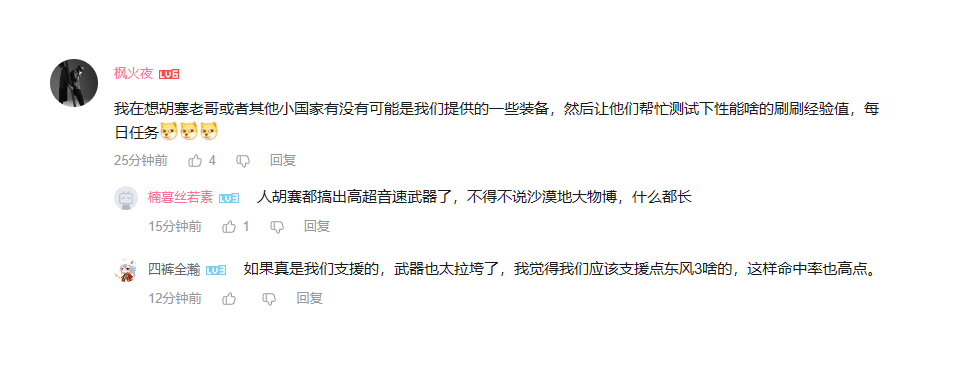 枫火夜 LV6
我在想胡塞老哥或者其他小国家有没有可能是我们提供的一些装备，然后让他们帮忙测试下性能啥的刷刷经验值，每
日任务
25分钟前 4 回复
楠暮丝若素 LV3 人胡塞都搞出高超音速武器了，不得不说沙漠地大物博，什么都长
15分钟前 1 回复
四裤全瀚 LV3 如果真是我们支援的，武器也太拉垮了，我觉得我们应该支援点东风3啥的，这样命中率也高点。
12分钟前 回复